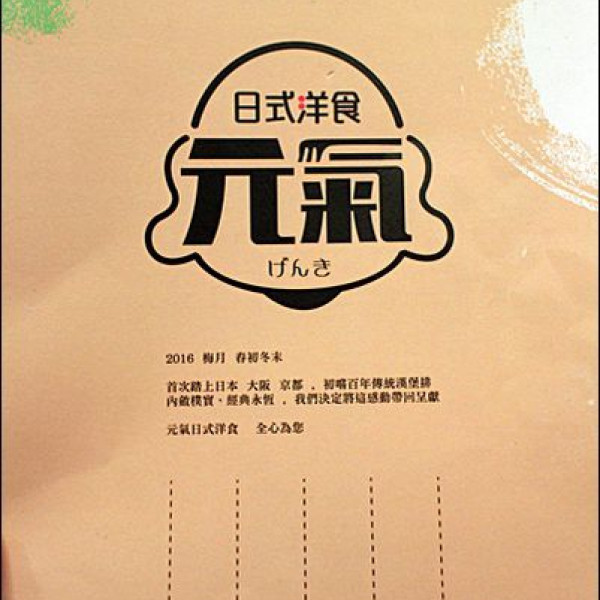 日式洋食
元氣
げんき
2016 梅月 春初冬末
首次踏上日本 大阪 京都 , 初嚐百年傳統漢堡排
內斂樸實、經典永恆 , 我們決定將這感動帶回呈獻
元氣日式洋食 全心為您